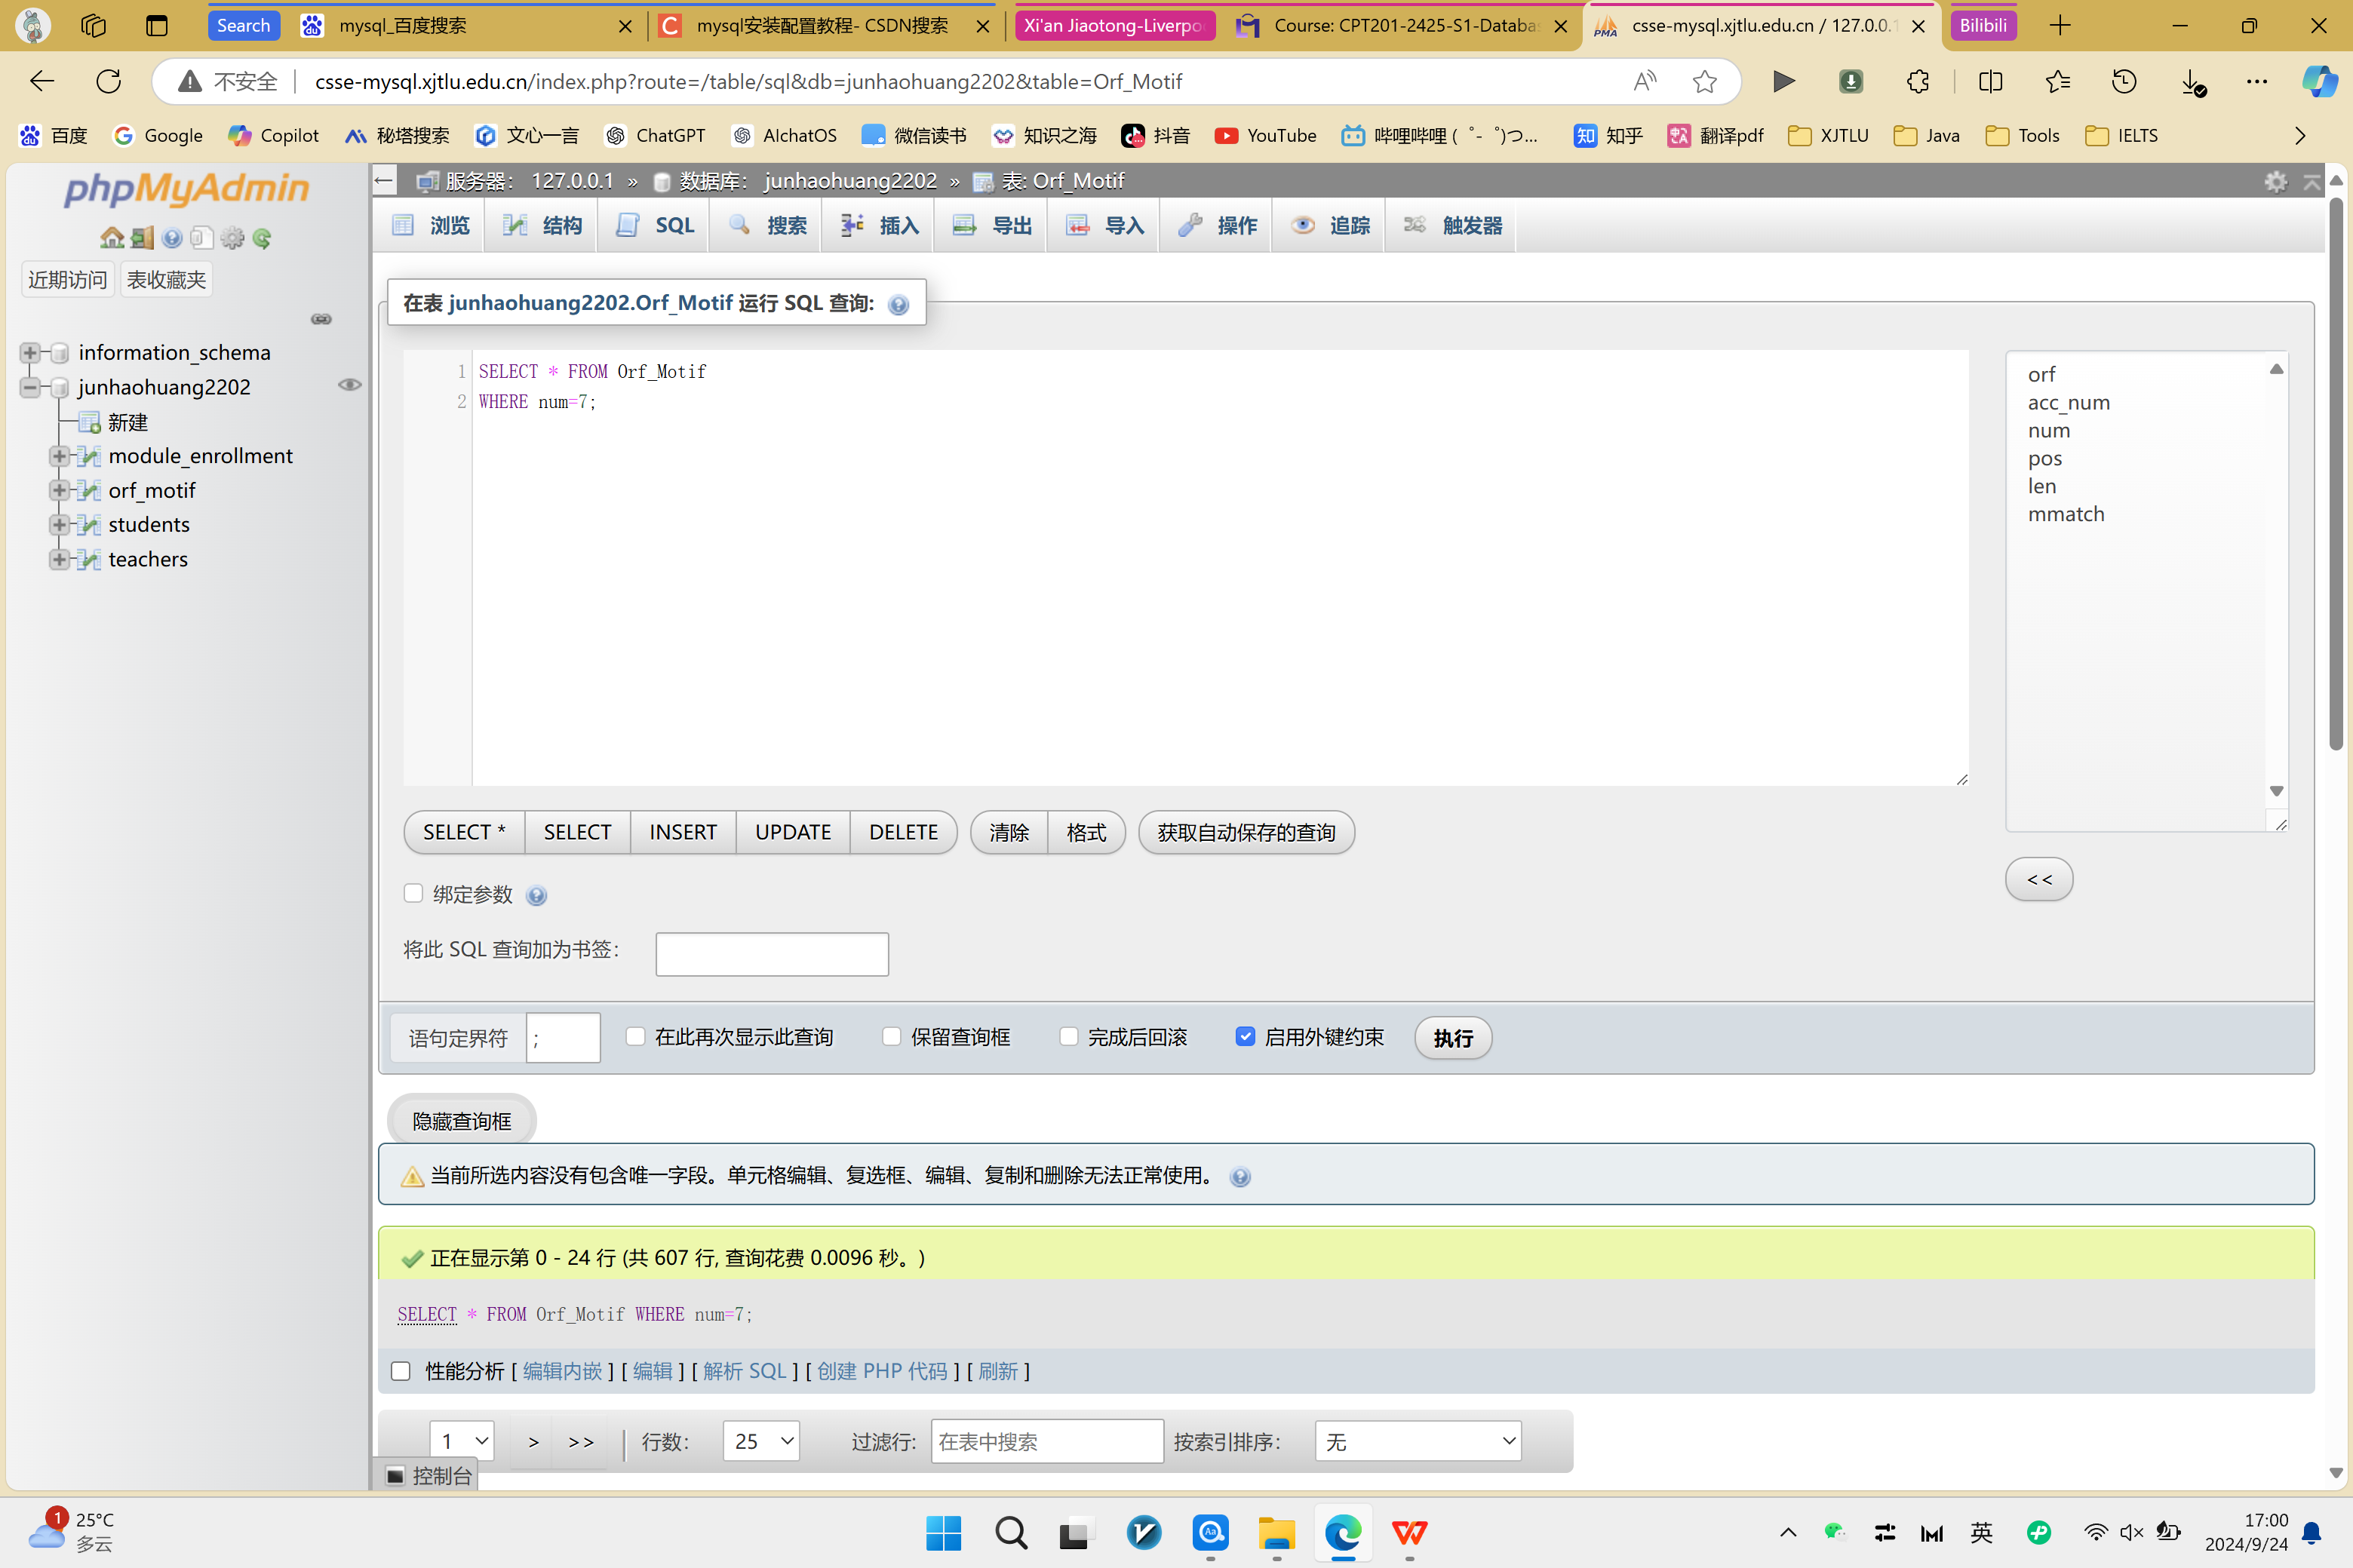 Search
mysql_百度搜索
mysql安装配置教程- CSDN搜索
Xi'an Jiaotong-Liverpo
Course: CPT201-2425-S1-Databa
PMA
csse-mysql.xjtlu.edu.cn / 127.0.0.1
Bilibili
不安全
csse-mysql.xjtlu.edu.cn/index.php?route=/table/sql&db=junhaohuang2202&table=Orf_Motif
百度
Google
Copilot
秘塔搜索
文心一言
ChatGPT
AIchatOS
微信读书
知识之海
抖音
YouTube
哔哩哔哩 (゜-゜)つ...
知
知乎
翻译pdf
XJTLU
Java
Tools
IELTS
phpMyAdmin
近期访问
表收藏夹
information_schema
junhaohuang2202
新建
module_enrollment
orf_motif
students
teachers
服务器： 127.0.0.1 » 数据库： junhaohuang2202 » 表: Orf_Motif
浏览
结构
SQL
搜索
插入
导出
导入
操作
追踪
触发器
在表 junhaohuang2202.Orf_Motif 运行 SQL 查询:
1 SELECT * FROM Orf_Motif
2 WHERE num=7;
orf
acc_num
num
pos
len
mmatch
SELECT *
SELECT
INSERT
UPDATE
DELETE
清除
格式
获取自动保存的查询
<<
绑定参数
将此 SQL 查询加为书签：
语句定界符
;
在此再次显示此查询
保留查询框
完成后回滚
启用外键约束
执行
隐藏查询框
当前所选内容没有包含唯一字段。单元格编辑、复选框、编辑、复制和删除无法正常使用。
正在显示第 0 - 24 行 (共 607 行, 查询花费 0.0096 秒。)
SELECT * FROM Orf_Motif WHERE num=7;
性能分析 [ 编辑内嵌 ] [ 编辑 ] [ 解析 SQL ] [ 创建 PHP 代码 ] [ 刷新 ]
1
>
>>
行数：
25
过滤行:
在表中搜索
按索引排序：
无
控制台
1
25°C
多云
英
17:00
2024/9/24